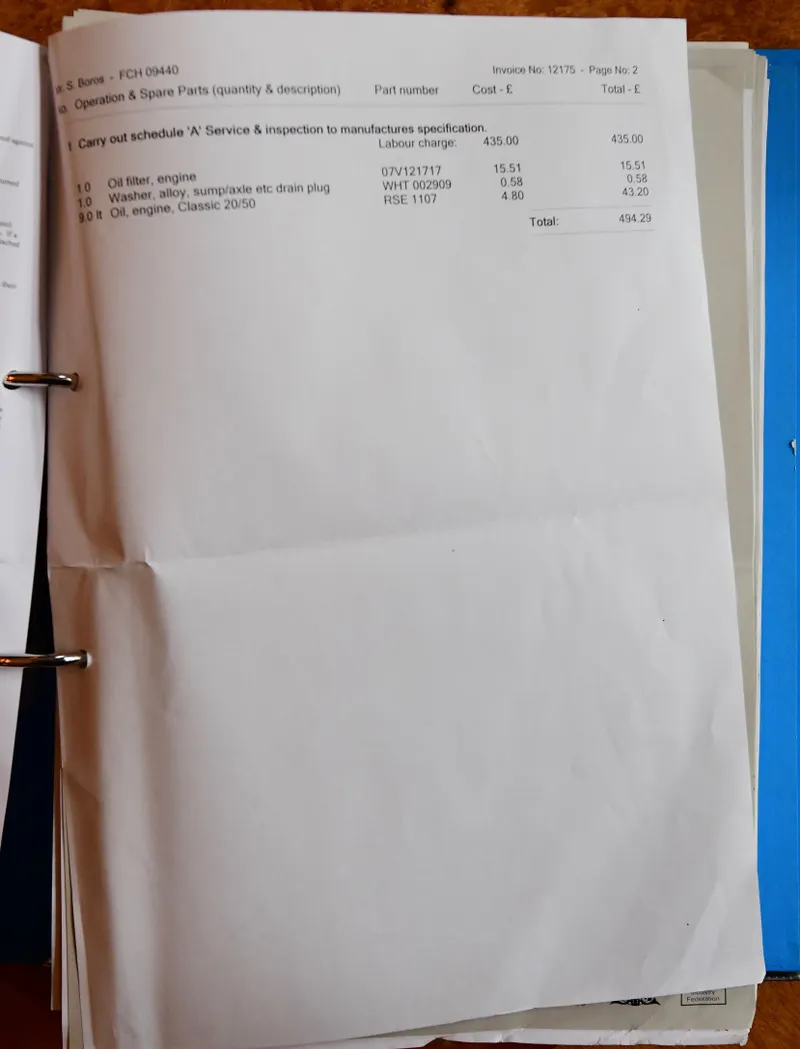 S. Boros - FCH 09440 Invoice No: 12175 - Page No: 2
Operation & Spare Parts (quantity & description) Part number Cost - £ Total - £
1 Carry out schedule 'A' Service & inspection to manufactures specification.
Labour charge: 435.00 435.00
1.0 Oil filter, engine 07V121717 15.51 15.51
1.0 Washer, alloy, sump/axle etc drain plug WHT 002909 0.58 0.58
9.0 lt Oil, engine, Classic 20/50 RSE 1107 4.80 43.20
Total: 494.29
Federation